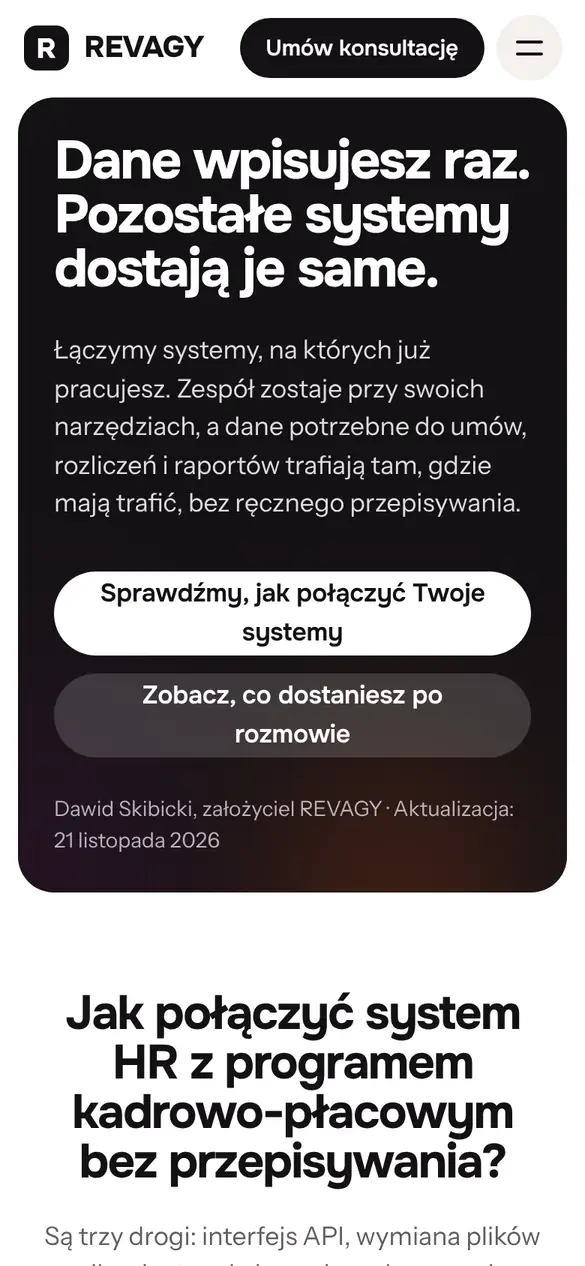 R REVAGY Umów konsultację
Dane wpisujesz raz.
Pozostałe systemy
dostają je same.
Łączymy systemy, na których już
pracujesz. Zespół zostaje przy swoich
narzędziach, a dane potrzebne do umów,
rozliczeń i raportów trafiają tam, gdzie
mają trafić, bez ręcznego przepisywania.
Sprawdźmy, jak połączyć Twoje
systemy
Zobacz, co dostaniesz po
rozmowie
Dawid Skibicki, założyciel REVAGY · Aktualizacja:
21 listopada 2026
Jak połączyć system
HR z programem
kadrowo-płacowym
bez przepisywania?
Są trzy drogi: interfejs API, wymiana plików